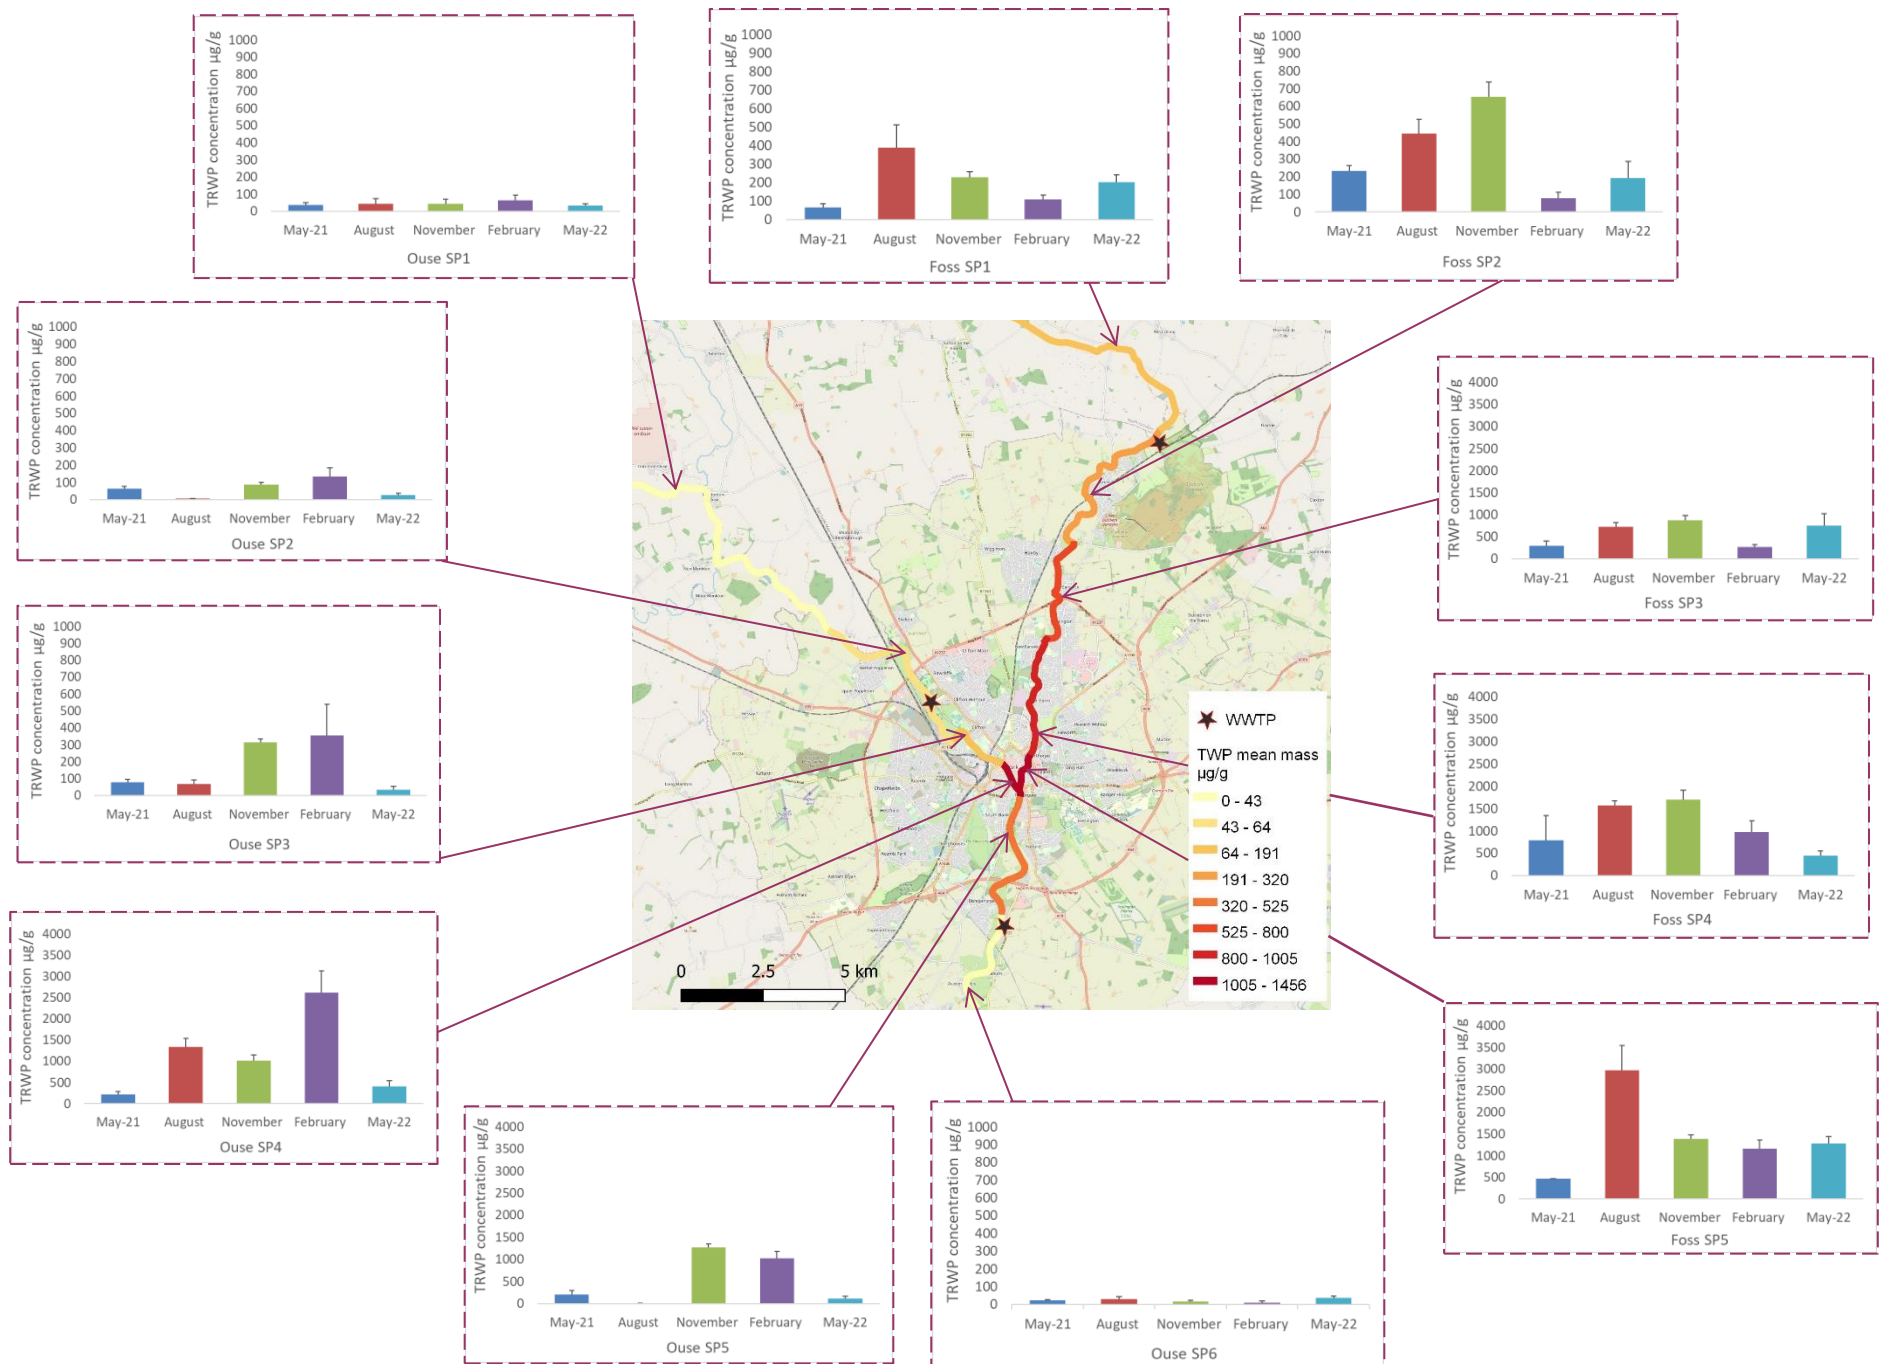 TRWP concentration µg/g
1000
900
800
700
600
500
400
300
200
100
0
May-21 August November February May-22
Ouse SP1
TRWP concentration µg/g
1000
900
800
700
600
500
400
300
200
100
0
May-21 August November February May-22
Foss SP1
TRWP concentration µg/g
1000
900
800
700
600
500
400
300
200
100
0
May-21 August November February May-22
Foss SP2
TRWP concentration µg/g
1000
900
800
700
600
500
400
300
200
100
0
May-21 August November February May-22
Ouse SP2
TRWP concentration µg/g
4000
3500
3000
2500
2000
1500
1000
500
0
May-21 August November February May-22
Foss SP3
TRWP concentration µg/g
1000
900
800
700
600
500
400
300
200
100
0
May-21 August November February May-22
Ouse SP3
WWTP
TWP mean mass
µg/g
0 - 43
43 - 64
64 - 191
191 - 320
320 - 525
525 - 800
800 - 1005
1005 - 1456
0 2.5 5 km
TRWP concentration µg/g
4000
3500
3000
2500
2000
1500
1000
500
0
May-21 August November February May-22
Foss SP4
TRWP concentration µg/g
4000
3500
3000
2500
2000
1500
1000
500
0
May-21 August November February May-22
Ouse SP4
TRWP concentration µg/g
4000
3500
3000
2500
2000
1500
1000
500
0
May-21 August November February May-22
Foss SP5
TRWP concentration µg/g
4000
3500
3000
2500
2000
1500
1000
500
0
May-21 August November February May-22
Ouse SP5
TRWP concentration µg/g
1000
900
800
700
600
500
400
300
200
100
0
May-21 August November February May-22
Ouse SP6